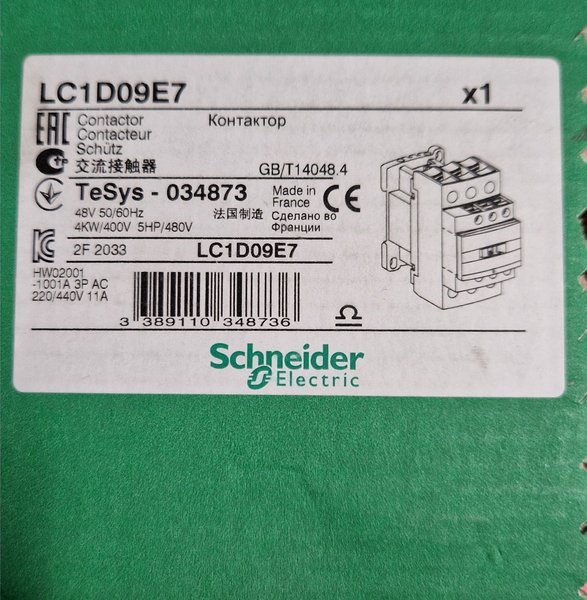 LC1D09E7 x1
EAC Contactor Контактор
Contacteur
Schütz
交流接触器 GB/T14048.4
TeSys - 034873 Made in France CE
48V 50/60Hz 法国制造 Сделано во Франции
4KW/400V 5HP/480V
2F 2033 LC1D09E7
HW02001
-1001A 3P AC
220/440V 11A
3 389110 348736
Schneider
Electric